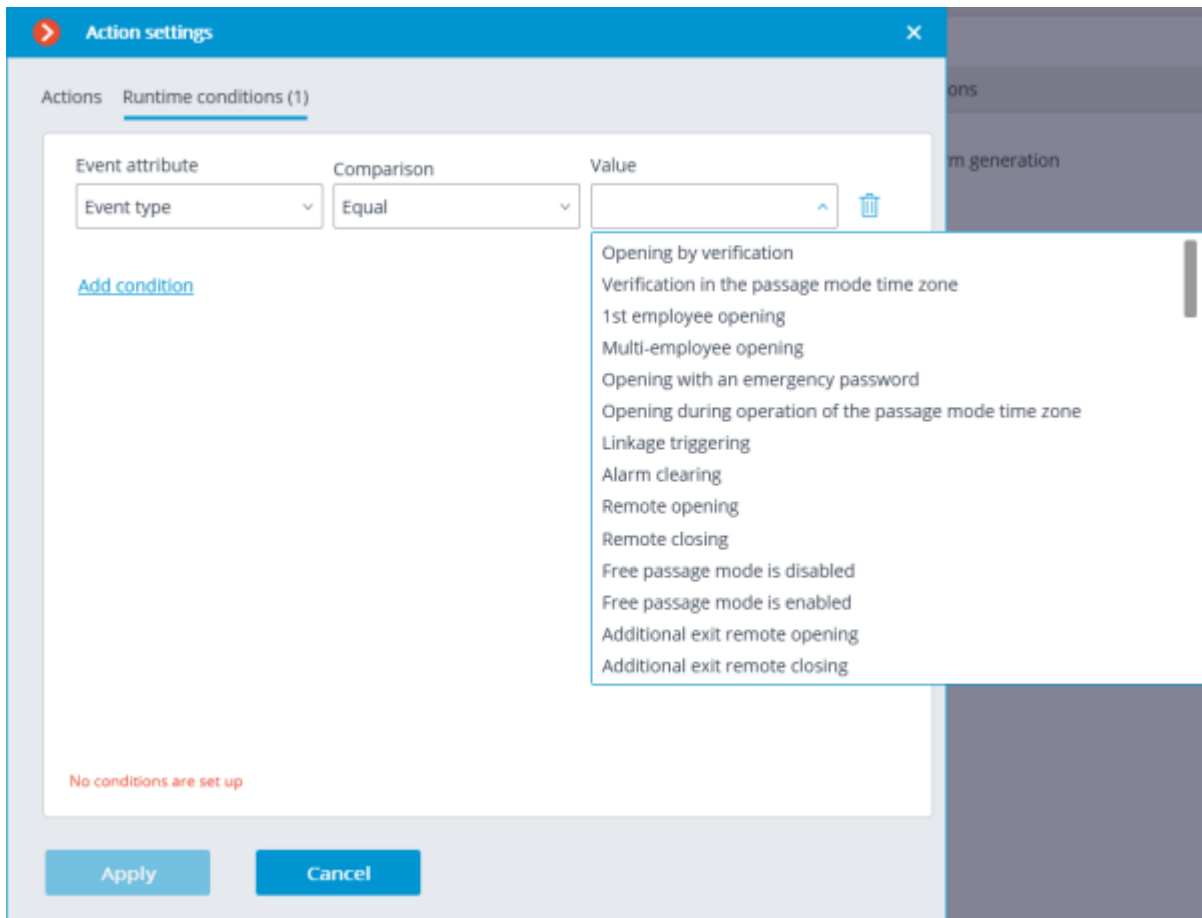 Action settings
Actions Runtime conditions (1)
ons
Event attribute Comparison Value
m generation
Event type Equal
Opening by verification
Add condition
Verification in the passage mode time zone
1st employee opening
Multi-employee opening
Opening with an emergency password
Opening during operation of the passage mode time zone
Linkage triggering
Alarm clearing
Remote opening
Remote closing
Free passage mode is disabled
Free passage mode is enabled
Additional exit remote opening
Additional exit remote closing
No conditions are set up
Apply Cancel